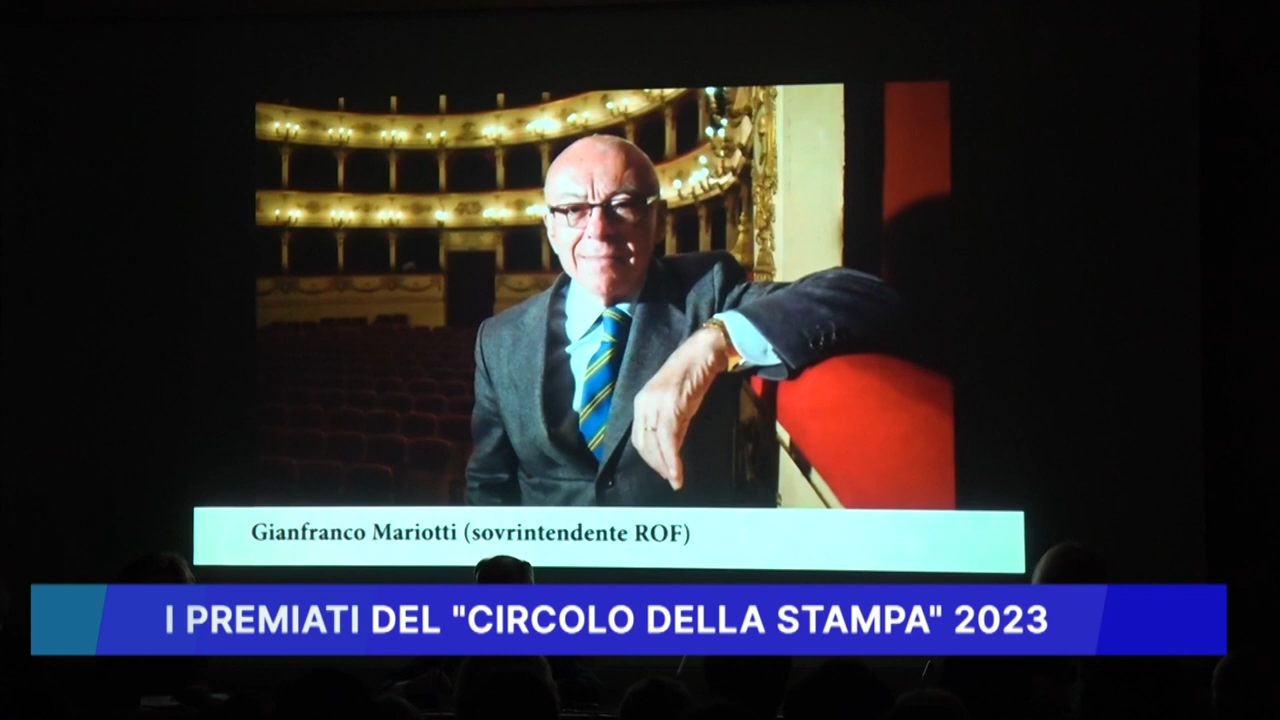 Gianfranco Mariotti (sovrintendente ROF)
I PREMIATI DEL "CIRCOLO DELLA STAMPA" 2023